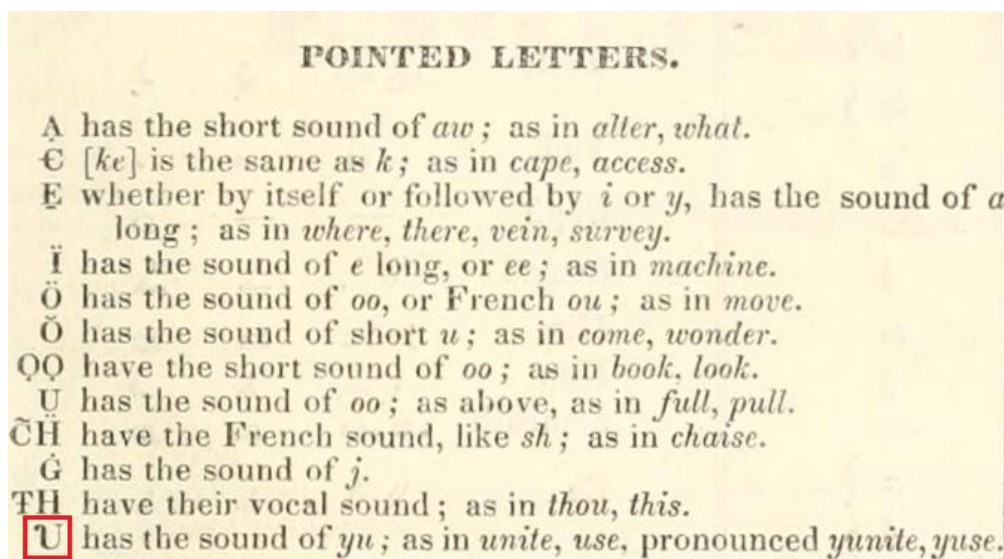 POINTED LETTERS.
Ạ has the short sound of aw; as in alter, what.
Є [ke] is the same as k; as in cape, access.
E̱ whether by itself or followed by i or y, has the sound of a
long; as in where, there, vein, survey.
Ï has the sound of e long, or ee; as in machine.
Ö has the sound of oo, or French ou; as in move.
Ŏ has the sound of short u; as in come, wonder.
ỌỌ have the short sound of oo; as in book, look.
U has the sound of oo; as above, as in full, pull.
C̃Ḧ have the French sound, like sh; as in chaise.
Ġ has the sound of j.
ŦH have their vocal sound; as in thou, this.
Ʋ has the sound of yu; as in unite, use, pronounced yunite, yuse